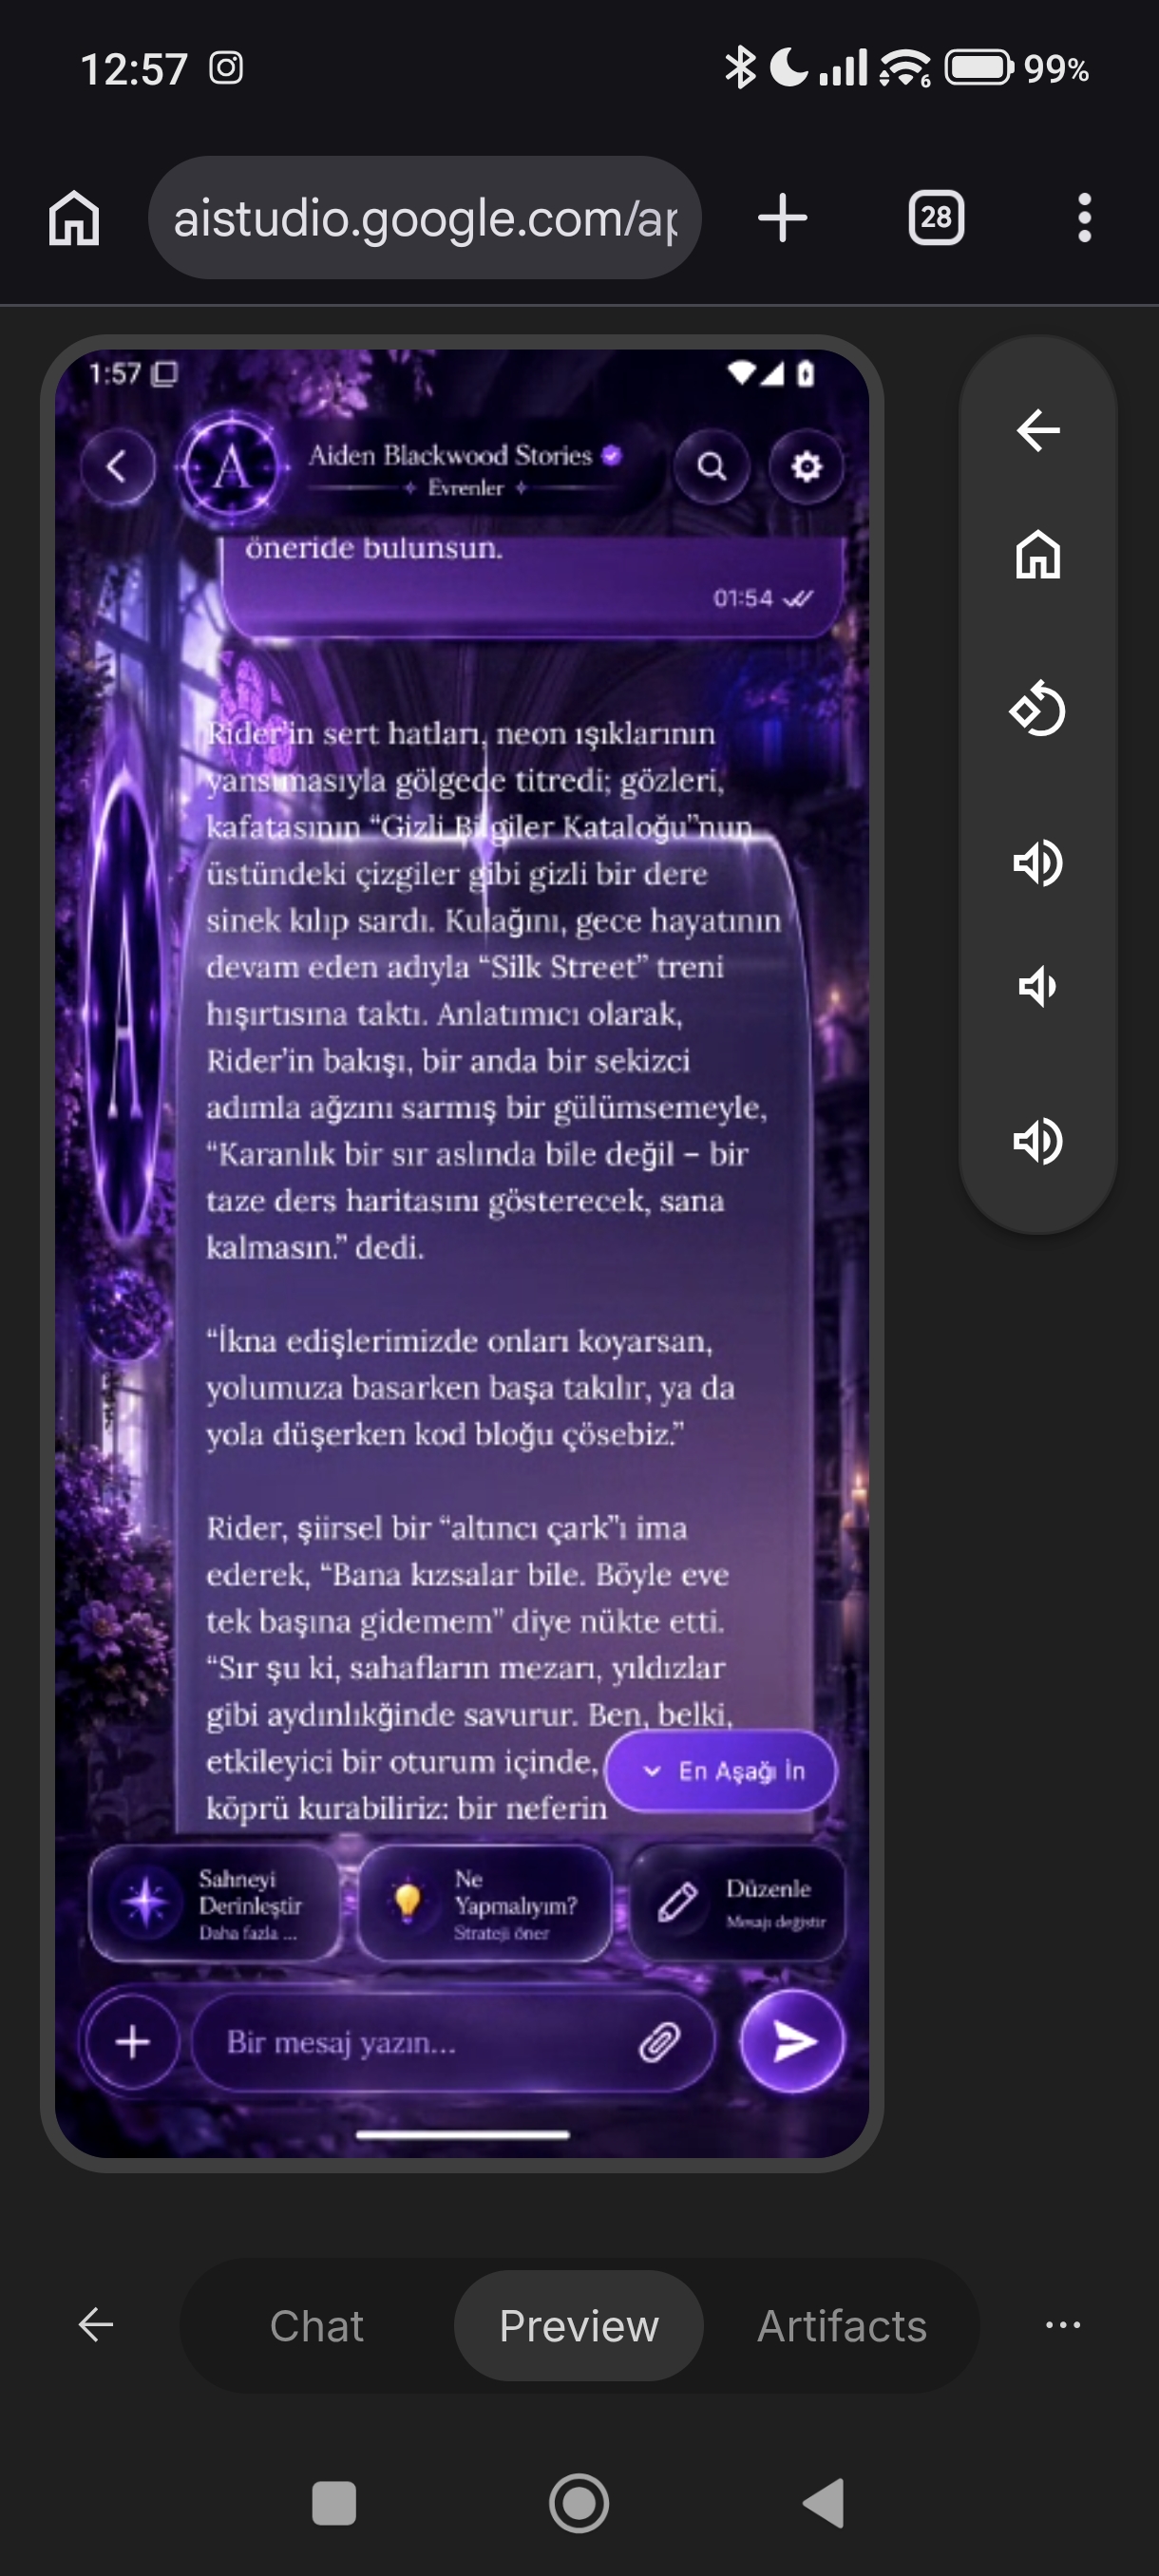 12:57
99%
aistudio.google.com/ap
28
1:57
A
Aiden Blackwood Stories
Evrenler
öneride bulunsun.
01:54
Rider'in sert hatları, neon ışıklarının
yansımasıyla gölgede titredi; gözleri,
kafatasının “Gizli Bilgiler Kataloğu”nun
üstündeki çizgiler gibi gizli bir dere
sinek kılıp sardı. Kulağını, gece hayatının
devam eden adıyla “Silk Street” treni
hışırtısına taktı. Anlatımıcı olarak,
Rider'in bakışı, bir anda bir sekizci
adımla ağzını sarmış bir gülümsemeyle,
“Karanlık bir sır aslında bile değil – bir
taze ders haritasını gösterecek, sana
kalmasın.” dedi.
“İkna edişlerimizde onları koyarsan,
yolumuza basarken başa takılır, ya da
yola düşerken kod bloğu çösebiz.”
Rider, şiirsel bir “altıncı çark”ı ima
ederek, “Bana kızsalar bile. Böyle eve
tek başına gidemem” diye nükte etti.
“Sır şu ki, sahafların mezarı, yıldızlar
gibi aydınlıkğinde savurur. Ben, belki,
etkileyici bir oturum içinde,
köprü kurabiliriz: bir neferin
A
En Aşağı İn
Sahneyi
Derinleştir
Daha fazla ...
Ne
Yapmalıyım?
Strateji öner
Düzenle
Mesajı değiştir
Bir mesaj yazın...
Chat
Preview
Artifacts